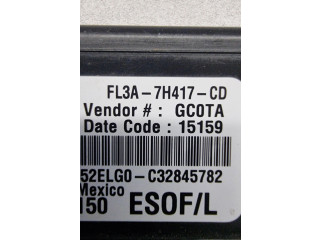 FL3A-7H417-CD
Vendor # : GC0TA
Date Code : 15159
52ELG0-C32845782
Mexico
150 ESOF/L